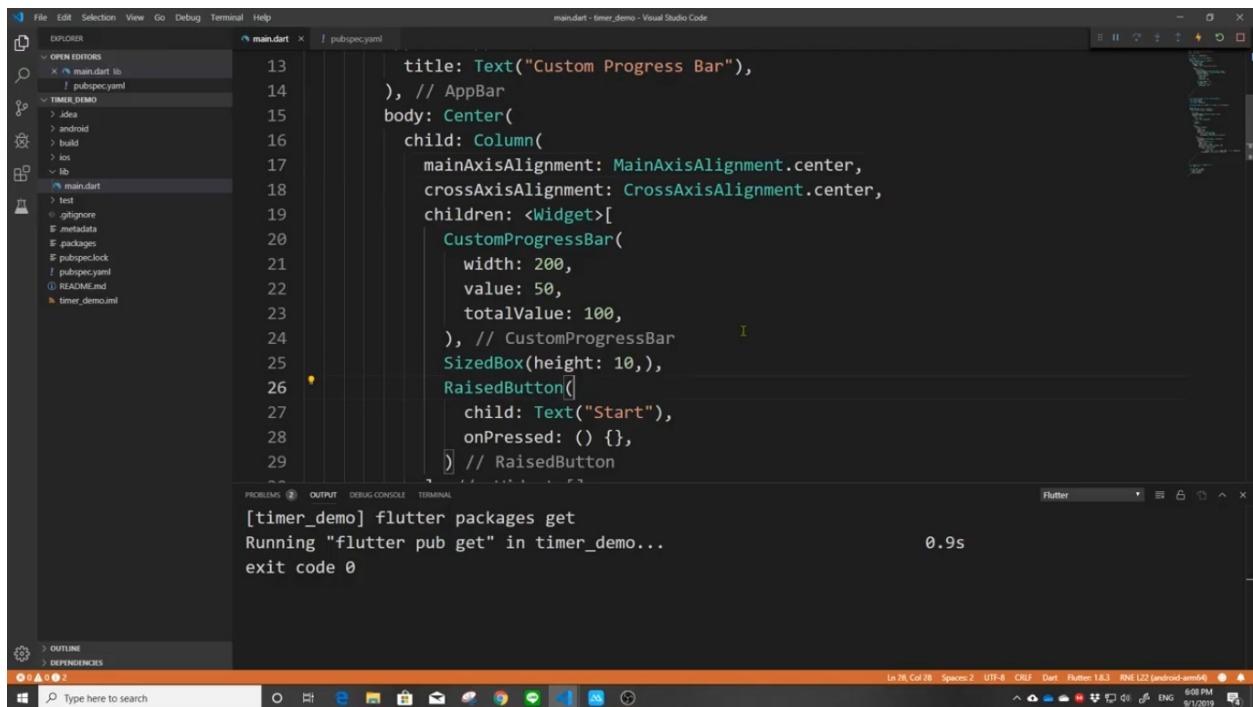 File Edit Selection View Go Debug Terminal Help
main.dart - timer_demo - Visual Studio Code
EXPLORER
OPEN EDITORS
main.dart lib
! pubspec.yaml
TIMER_DEMO
.idea
android
build
ios
lib
main.dart
test
.gitignore
.metadata
.packages
pubspec.lock
! pubspec.yaml
README.md
timer_demo.iml
OUTLINE
DEPENDENCIES
main.dart
! pubspec.yaml
13 title: Text("Custom Progress Bar"),
14 ), // AppBar
15 body: Center(
16 child: Column(
17 mainAxisAlignment: MainAxisAlignment.center,
18 crossAxisAlignment: CrossAxisAlignment.center,
19 children: <Widget>[
20 CustomProgressBar(
21 width: 200,
22 value: 50,
23 totalValue: 100,
24 ), // CustomProgressBar
25 SizedBox(height: 10,),
26 RaisedButton(
27 child: Text("Start"),
28 onPressed: () {},
29 ) // RaisedButton
PROBLEMS 2 OUTPUT DEBUG CONSOLE TERMINAL
Flutter
[timer_demo] flutter packages get
Running "flutter pub get" in timer_demo... 0.9s
exit code 0
0 0 2
Spaces: 2 UTF-8 CRLF Dart Flutter: 1.8.3 RNE L22 (android-arm64)
Type here to search
ENG
6:08 PM
9/1/2019